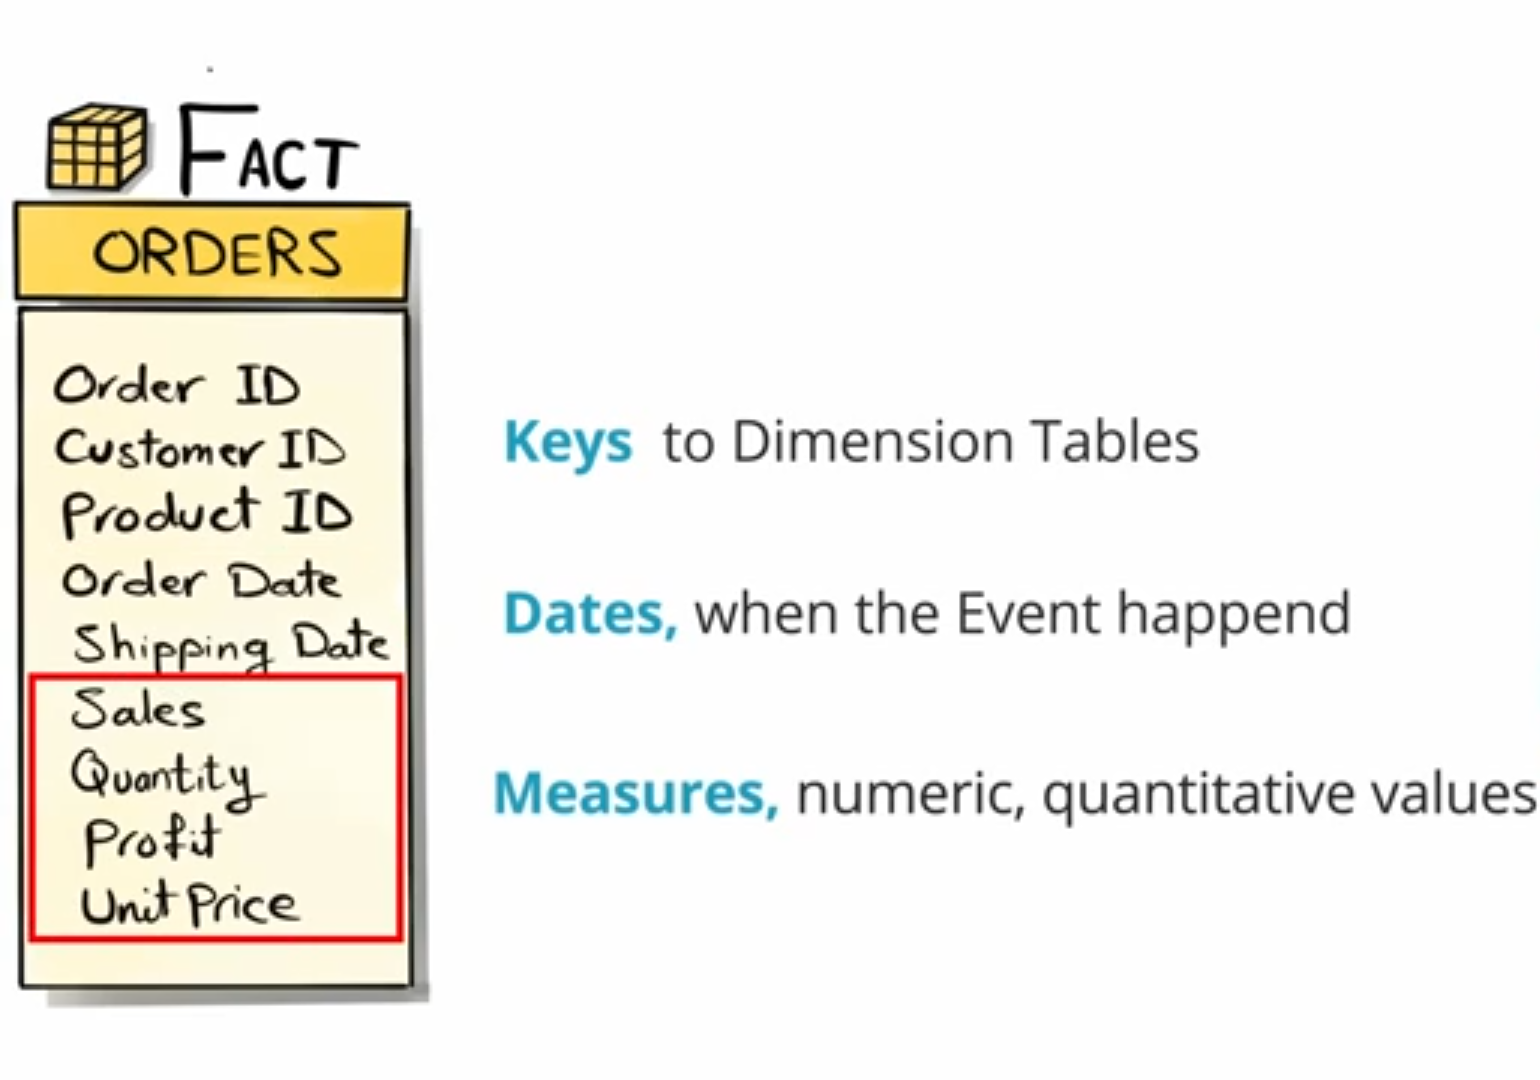 FACT
ORDERS
Order ID
Customer ID
Product ID
Order Date
Shipping Date
Sales
Quantity
Profit
Unit Price
Keys to Dimension Tables
Dates, when the Event happend
Measures, numeric, quantitative values